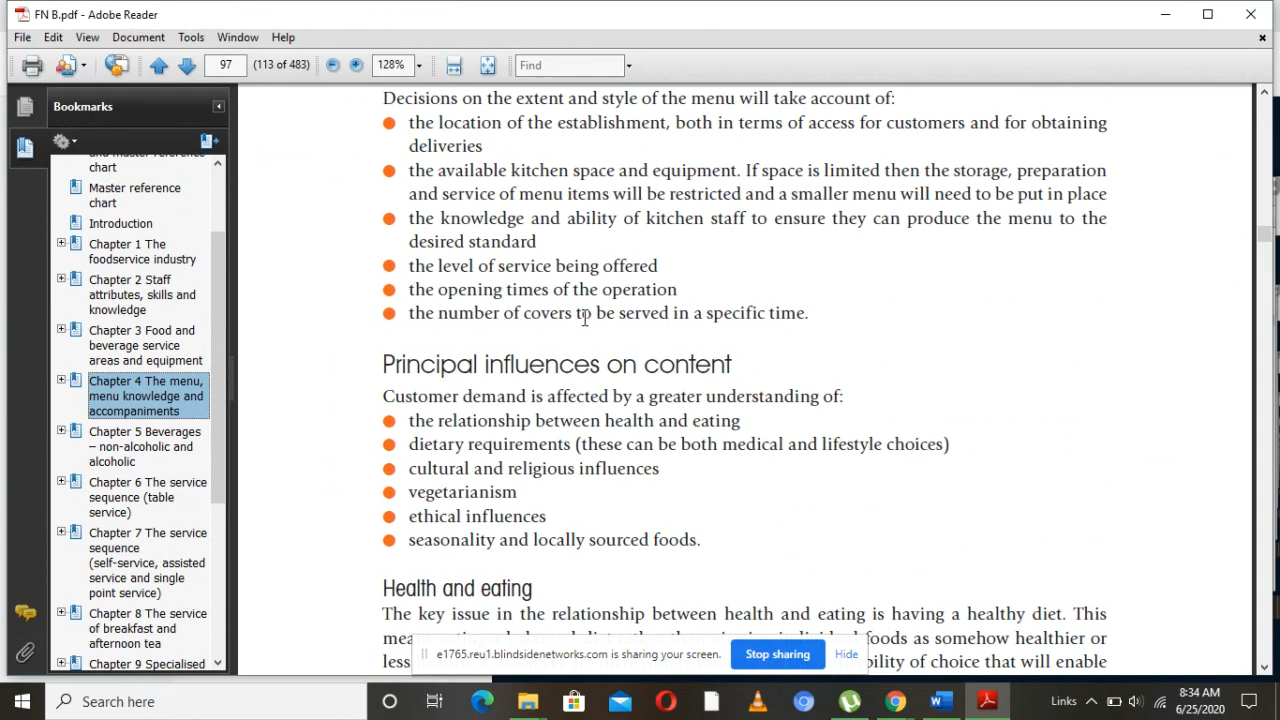 FN B.pdf - Adobe Reader
File Edit View Document Tools Window Help
97 (113 of 483) 128% Find
Bookmarks
and master reference
chart
Master reference
chart
Introduction
Chapter 1 The
foodservice industry
Chapter 2 Staff
attributes, skills and
knowledge
Chapter 3 Food and
beverage service
areas and equipment
Chapter 4 The menu,
menu knowledge and
accompaniments
Chapter 5 Beverages
– non-alcoholic and
alcoholic
Chapter 6 The service
sequence (table
service)
Chapter 7 The service
sequence
(self-service, assisted
service and single
point service)
Chapter 8 The service
of breakfast and
afternoon tea
Chapter 9 Specialised
Decisions on the extent and style of the menu will take account of:
the location of the establishment, both in terms of access for customers and for obtaining
deliveries
the available kitchen space and equipment. If space is limited then the storage, preparation
and service of menu items will be restricted and a smaller menu will need to be put in place
the knowledge and ability of kitchen staff to ensure they can produce the menu to the
desired standard
the level of service being offered
the opening times of the operation
the number of covers to be served in a specific time.
Principal influences on content
Customer demand is affected by a greater understanding of:
the relationship between health and eating
dietary requirements (these can be both medical and lifestyle choices)
cultural and religious influences
vegetarianism
ethical influences
seasonality and locally sourced foods.
Health and eating
The key issue in the relationship between health and eating is having a healthy diet. This
foods as somehow healthier or
less of choice that will enable
e1765.reu1.blindsidenetworks.com is sharing your screen. Stop sharing Hide
Type here to search
Links
8:34 AM
6/25/2020